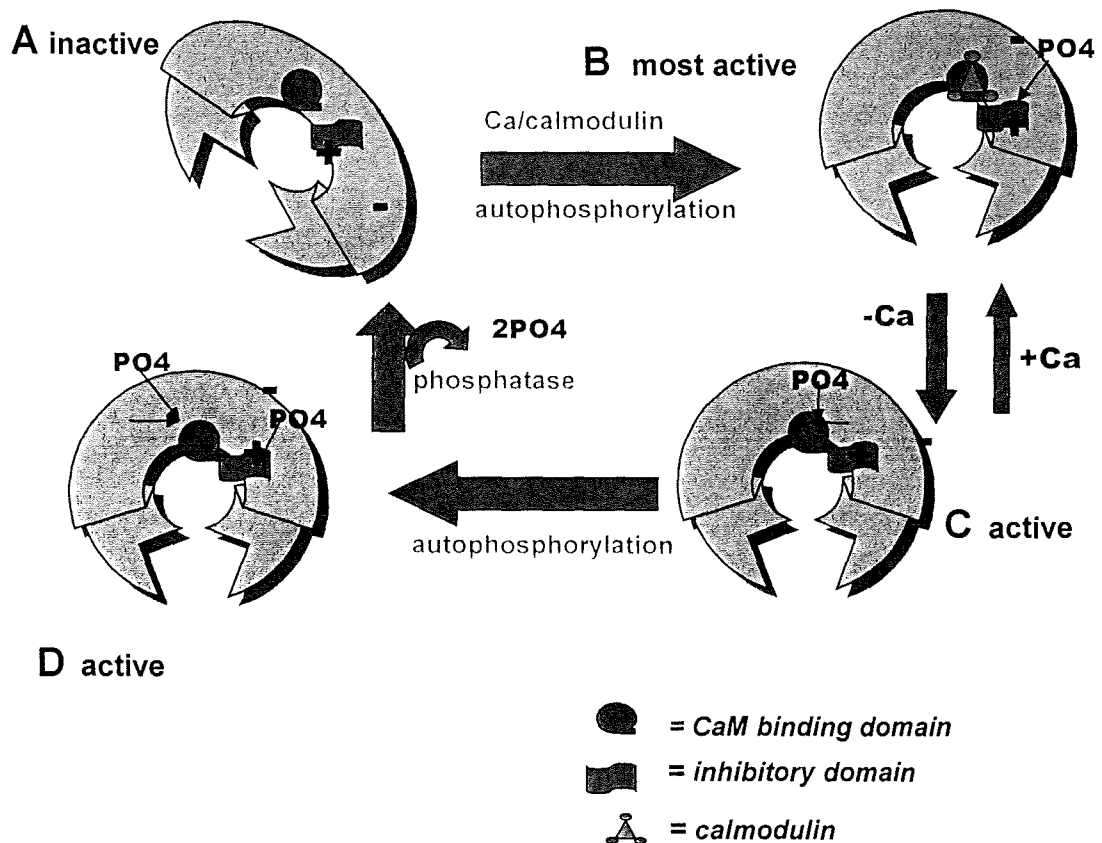 A inactive
B most active
PO4
Ca/calmodulin
autophosphorylation
-Ca
+Ca
2PO4
phosphatase
PO4
PO4
PO4
autophosphorylation
C active
D active
= CaM binding domain
= inhibitory domain
= calmodulin